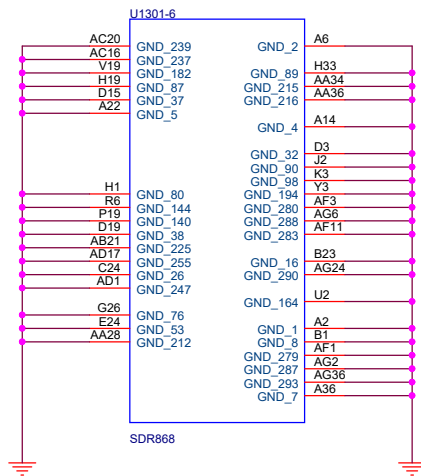 U1301-6
AC20 GND_239 GND_2 A6
AC16 GND_237
V19 GND_182 GND_89 H33
H19 GND_87 GND_215 AA34
D15 GND_37 GND_216 AA36
A22 GND_5
GND_4 A14
GND_32 D3
GND_90 J2
GND_98 K3
H1 GND_80 GND_194 Y3
R6 GND_144 GND_280 AF3
P19 GND_140 GND_288 AG6
D19 GND_38 GND_283 AF11
AB21 GND_225
AD17 GND_255 GND_16 B23
C24 GND_26 GND_290 AG24
AD1 GND_247
GND_164 U2
G26 GND_76
E24 GND_53 GND_1 A2
AA28 GND_212 GND_8 B1
GND_279 AF1
GND_287 AG2
GND_293 AG36
GND_7 A36
SDR868